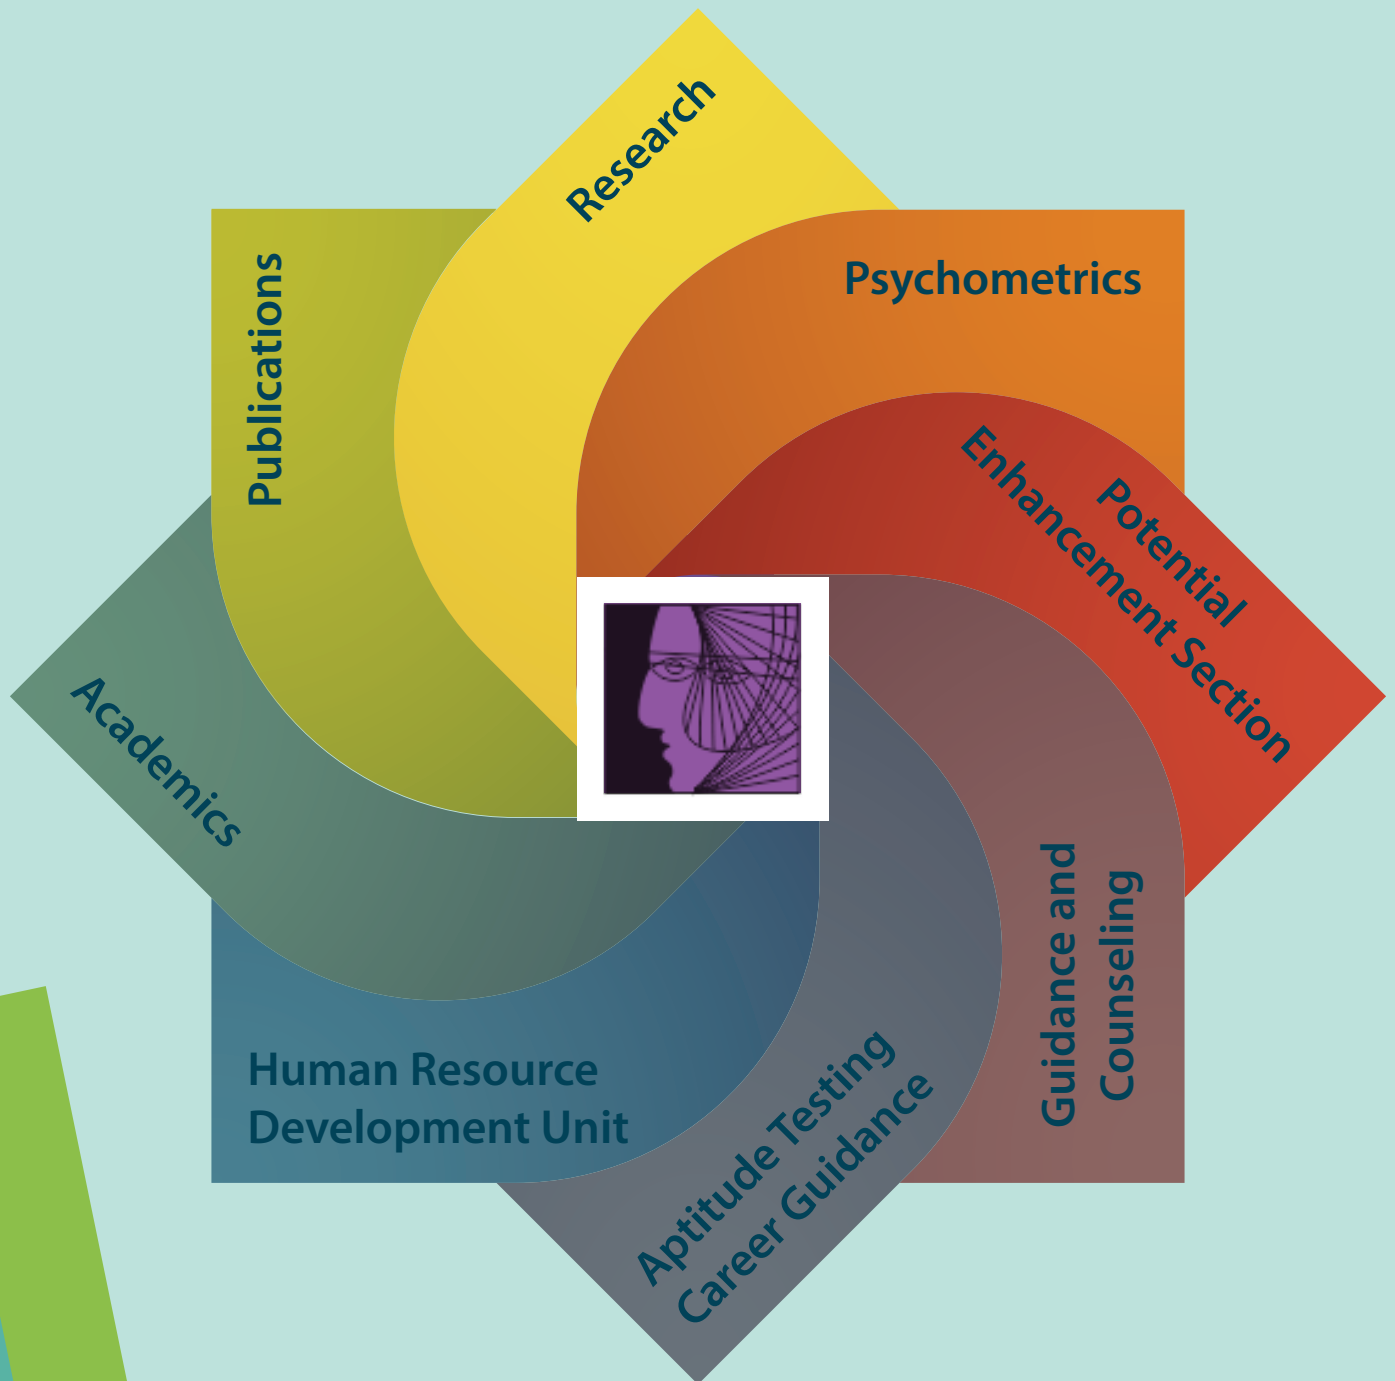 Research
Psychometrics
Potential
Enhancement Section
Guidance and
Counseling
Aptitude Testing
Career Guidance
Human Resource
Development Unit
Academics
Publications